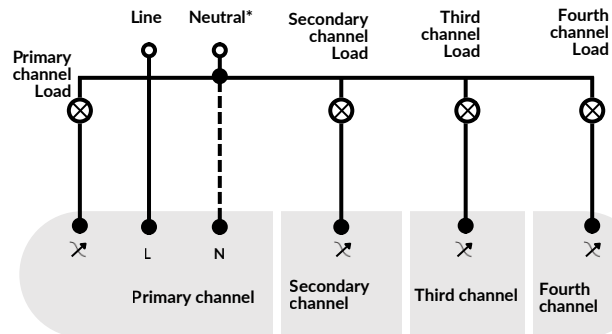 Line
Neutral*
Secondary
channel
Load
Third
channel
Load
Fourth
channel
Load
Primary
channel
Load
L
N
Primary channel
Secondary
channel
Third channel
Fourth
channel